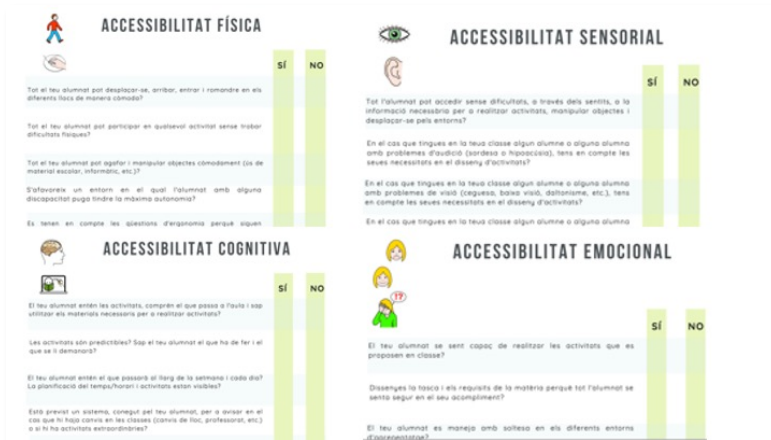 ACCESSIBILITAT FÍSICA
SÍ NO
Tot el teu alumnat pot desplaçar-se, arribar, entrar i romandre en els
diferents llocs de manera còmoda?
Tot el teu alumnat pot participar en qualsevol activitat sense trobar
dificultats físiques?
Tot el teu alumnat pot agafar i manipular objectes còmodament (ús de
material escolar, informàtic, etc.)?
S'afavoreix un entorn en el qual l'alumnat amb alguna
discapacitat puga tindre la màxima autonomia?
Es tenen en compte les qüestions d'ergonomia perquè siguen
ACCESSIBILITAT SENSORIAL
SÍ NO
Tot l'alumnat pot accedir sense dificultats, a través dels sentits, a la
informació necessària per a realitzar activitats, manipular objectes i
desplaçar-se pels entorns?
En el cas que tingues en la teua classe algun alumne o alguna alumna
amb problemes d'audició (sordesa o hipoacúsia), tens en compte les
seues necessitats en el disseny d'activitats?
En el cas que tingues en la teua classe algun alumne o alguna alumna
amb problemes de visió (ceguesa, baixa visió, daltonisme, etc.), tens
en compte les seues necessitats en el disseny d'activitats?
En el cas que tingues en la teua classe algun alumne o alguna alumna
ACCESSIBILITAT COGNITIVA
SÍ NO
El teu alumnat entén les activitats, comprén el que passa a l'aula i sap
utilitzar els materials necessaris per a realitzar activitats?
Les activitats són predictibles? Sap el teu alumnat el que ha de fer i el
que se li demanarà?
El teu alumnat entén el que passarà al llarg de la setmana i cada dia?
La planificació del temps/horari i activitats estan visibles?
Està previst un sistema, conegut pel teu alumnat, per a avisar en el
cas que hi haja canvis en les classes (canvis de lloc, professorat, etc.)
o si hi ha activitats extraordinàries?
ACCESSIBILITAT EMOCIONAL
!?
SÍ NO
El teu alumnat se sent capaç de realitzar les activitats que es
proposen en classe?
Dissenyes la tasca i els requisits de la matèria perquè tot l'alumnat se
senta segur en el seu acompliment?
El teu alumnat es maneja amb soltesa en els diferents entorns
d'aprenentatge?